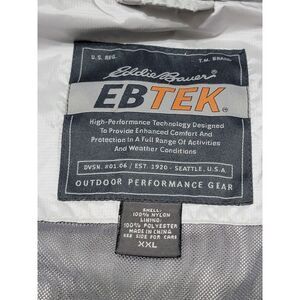 U.S. REG. T.M. BRAND
Eddie Bauer®
EBTEK®
High-Performance Technology Designed
To Provide Enhanced Comfort And
Protection In A Full Range Of Activities
And Weather Conditions
DVSN. #01.06 / EST. 1920 - SEATTLE, U.S.A.
OUTDOOR PERFORMANCE GEAR
SHELL:
100% NYLON
LINING:
100% POLYESTER
MADE IN CHINA
SEE SIDE FOR CARE
XXL